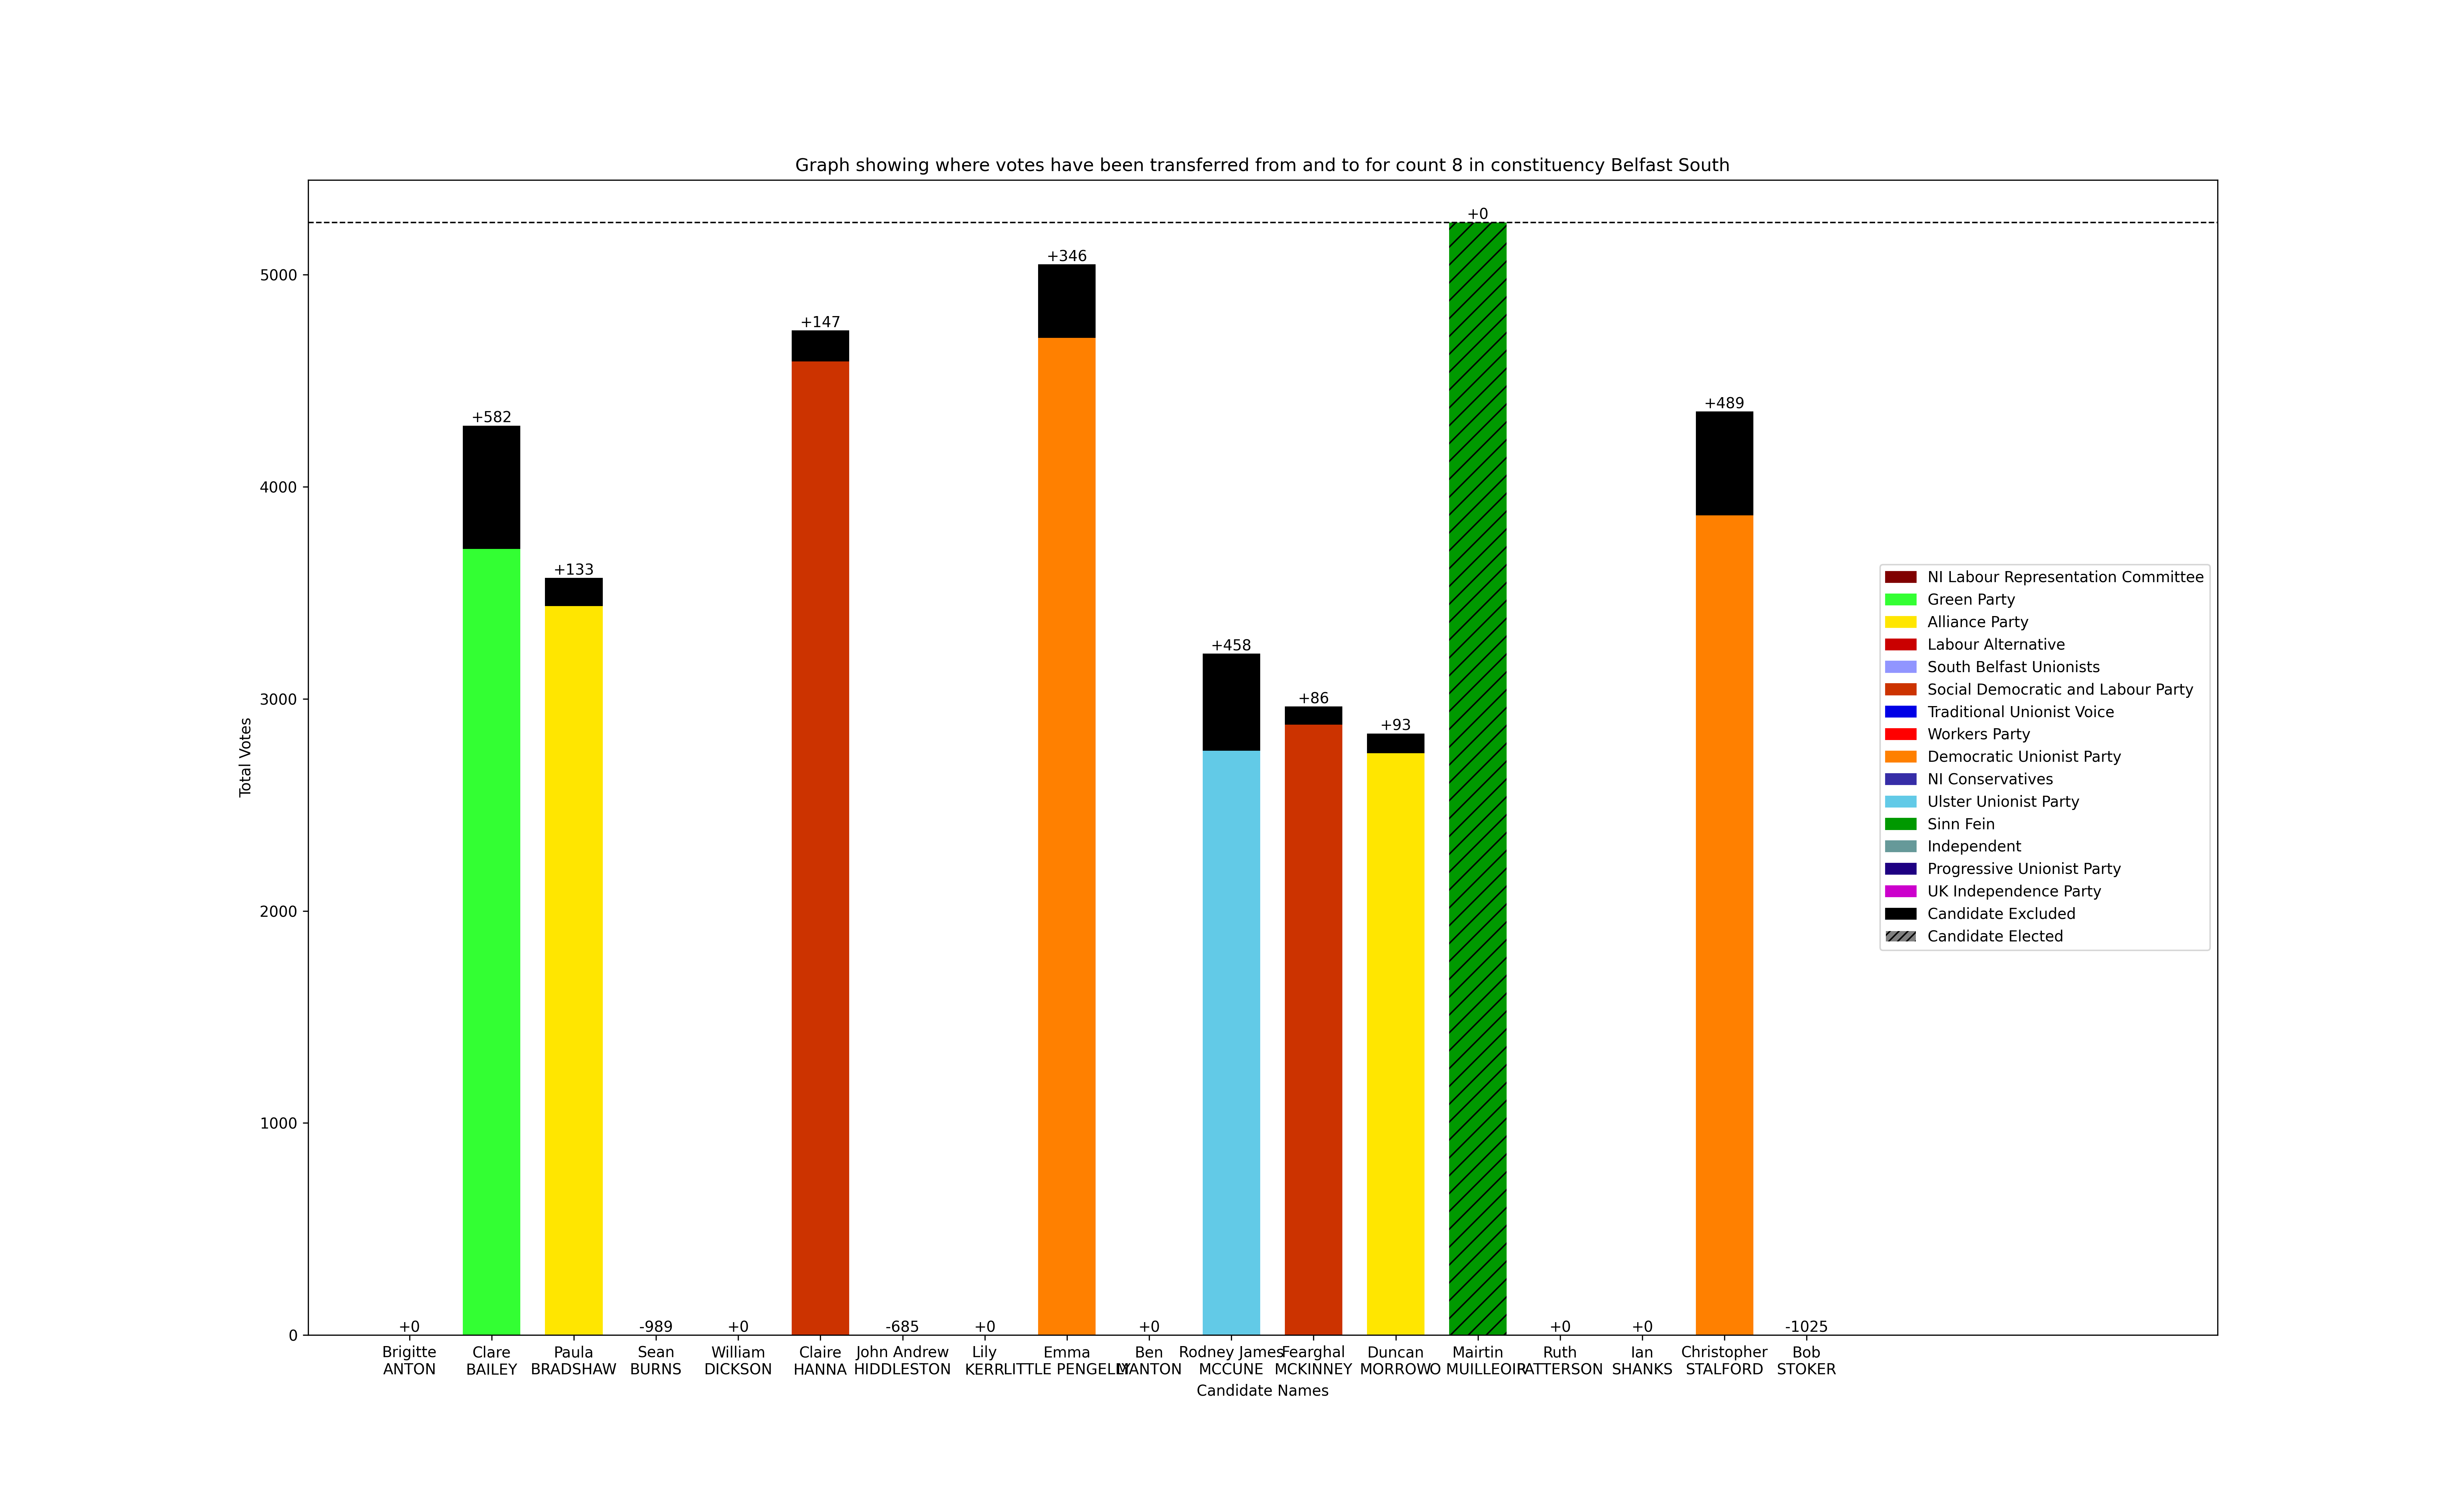 Graph showing where votes have been transferred from and to for count 8 in constituency Belfast South
Total Votes
5000
4000
3000
2000
1000
0
+0
+582
+133
-989
+0
+147
-685
+0
+346
+0
+458
+86
+93
+0
+0
+0
+489
-1025
Brigitte
ANTON
Clare
BAILEY
Paula
BRADSHAW
Sean
BURNS
William
DICKSON
Claire
HANNA
John Andrew
HIDDLESTON
Lily
KERR
Emma
LITTLE PENGELLY
Ben
MANTON
Rodney James
MCCUNE
Fearghal
MCKINNEY
Duncan
MORROW
Mairtin
O MUILLEOIR
Ruth
PATTERSON
Ian
SHANKS
Christopher
STALFORD
Bob
STOKER
Candidate Names
NI Labour Representation Committee
Green Party
Alliance Party
Labour Alternative
South Belfast Unionists
Social Democratic and Labour Party
Traditional Unionist Voice
Workers Party
Democratic Unionist Party
NI Conservatives
Ulster Unionist Party
Sinn Fein
Independent
Progressive Unionist Party
UK Independence Party
Candidate Excluded
Candidate Elected